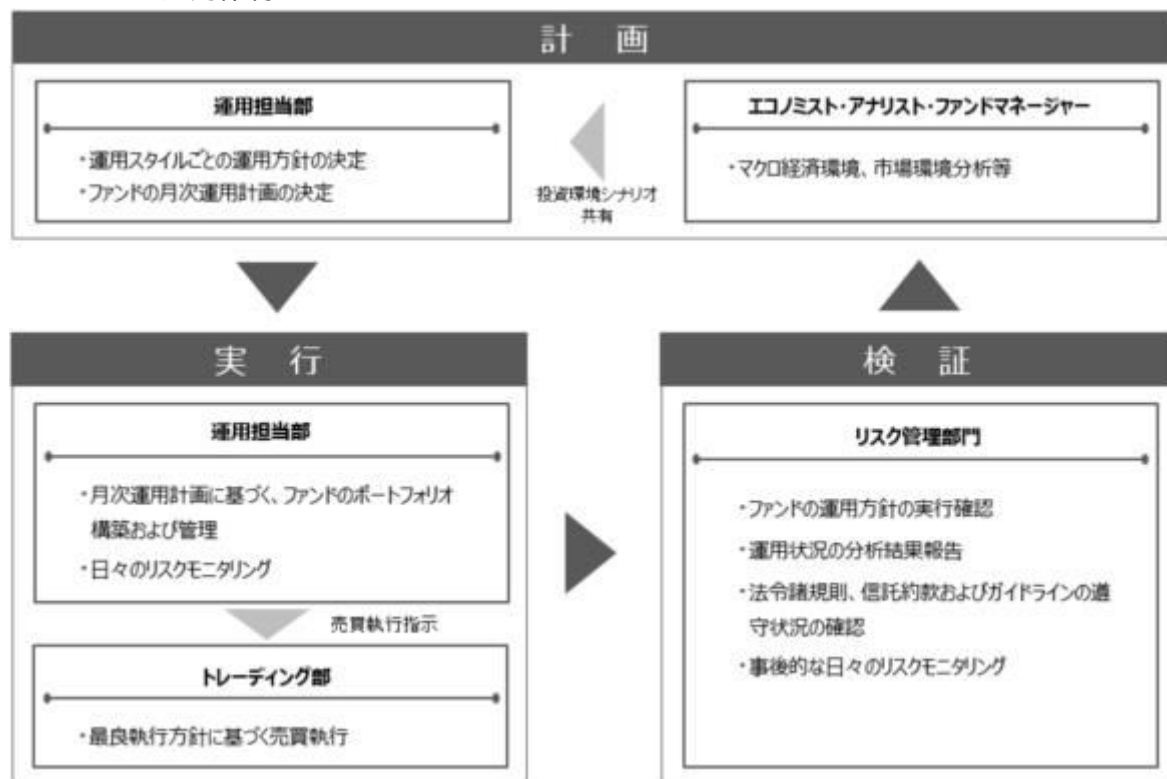 計 画
運用担当部
・運用スタイルごとの運用方針の決定
・ファンドの月次運用計画の決定
投資環境シナリオ
共有
エコノミスト・アナリスト・ファンドマネージャー
・マクロ経済環境、市場環境分析等
実 行
運用担当部
・月次運用計画に基づく、ファンドのポートフォリオ
構築および管理
・日々のリスクモニタリング
売買執行指示
トレーディング部
・最良執行方針に基づく売買執行
検 証
リスク管理部門
・ファンドの運用方針の実行確認
・運用状況の分析結果報告
・法令諸規則、信託約款およびガイドラインの遵
守状況の確認
・事後的な日々のリスクモニタリング